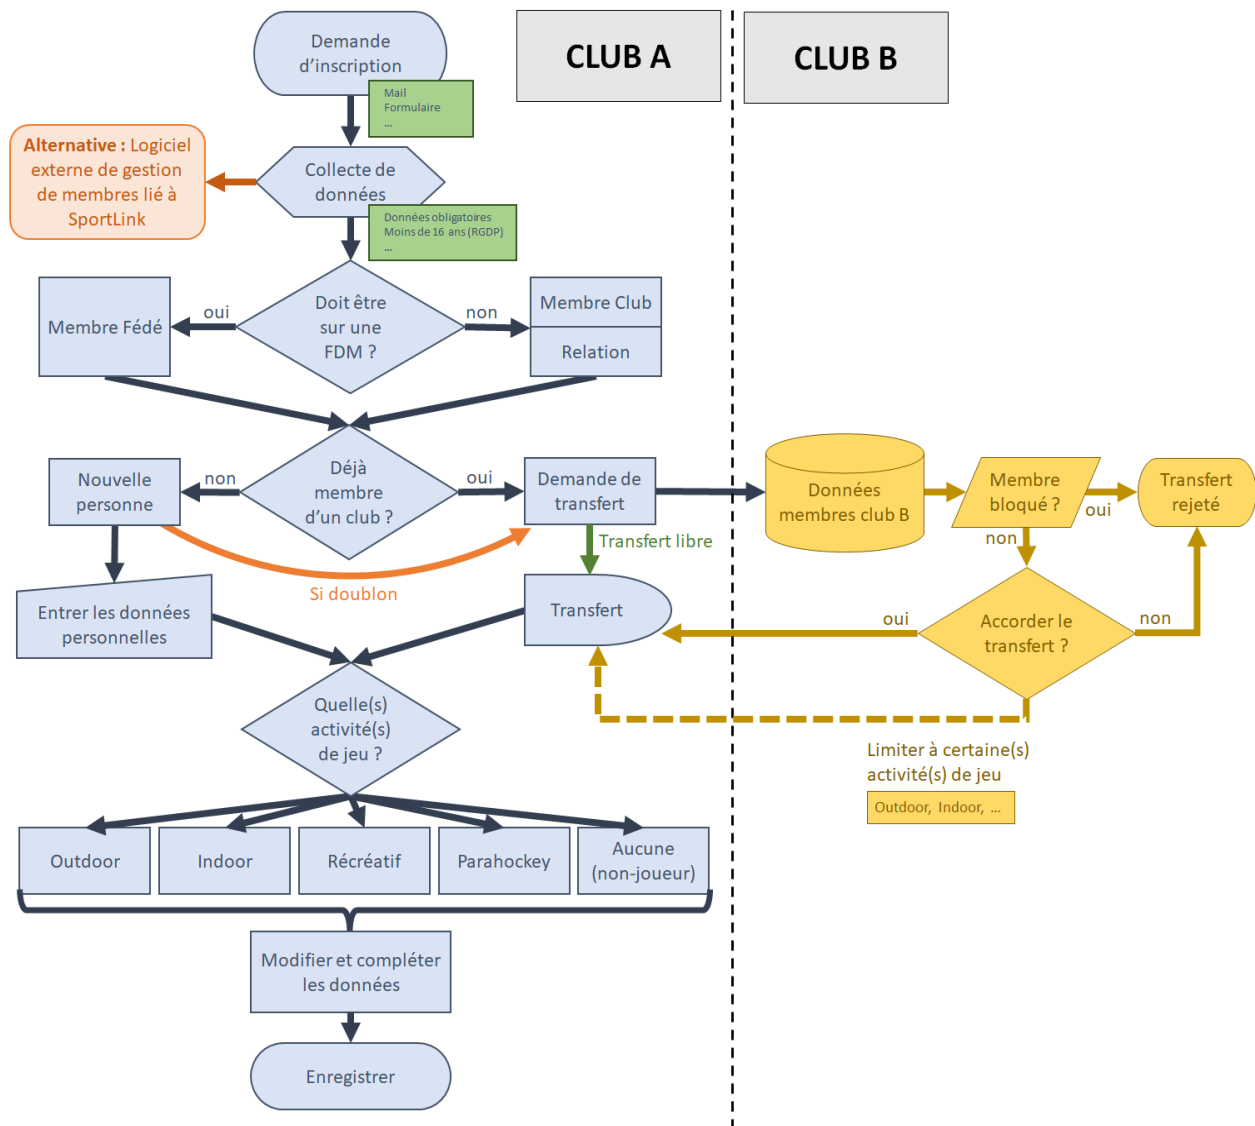 Demande
d'inscription
CLUB A
CLUB B
Mail
Formulaire
...
Alternative : Logiciel
externe de gestion
de membres lié à
SportLink
Collecte de
données
Données obligatoires
Moins de 16 ans (RGDP)
...
Membre Fédé
oui
Doit être
sur une
FDM ?
non
Membre Club
Relation
Nouvelle
personne
non
Déjà
membre
d'un club ?
oui
Demande de
transfert
Données
membres club B
Membre
bloqué ?
oui
Transfert
rejeté
non
Transfert libre
Si doublon
Entrer les données
personnelles
Transfert
oui
Accorder le
transfert ?
non
Quelle(s)
activité(s)
de jeu ?
Limiter à certaine(s)
activité(s) de jeu
Outdoor, Indoor, ...
Outdoor
Indoor
Récréatif
Parahockey
Aucune
(non-joueur)
Modifier et compléter
les données
Enregistrer